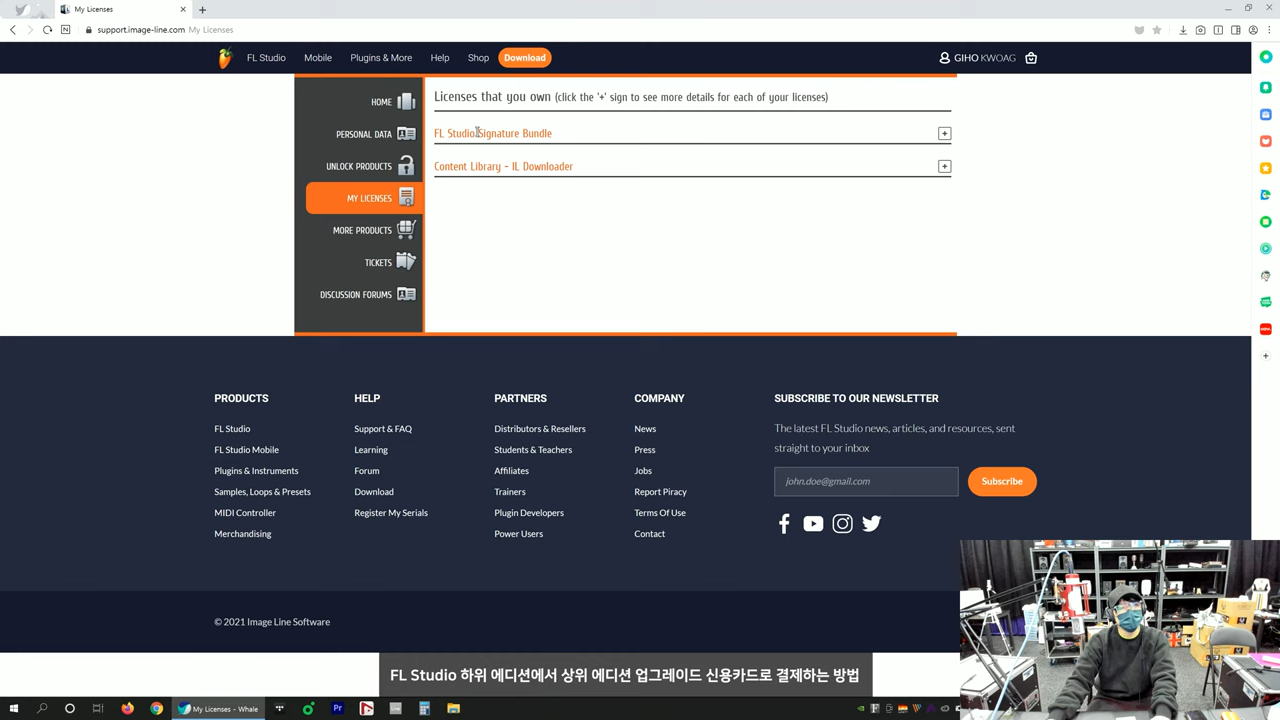 My Licenses
support.image-line.com My Licenses
FL Studio
Mobile
Plugins & More
Help
Shop
Download
GIHO KWOAG
HOME
PERSONAL DATA
UNLOCK PRODUCTS
MY LICENSES
MORE PRODUCTS
TICKETS
DISCUSSION FORUMS
Licenses that you own (click the '+' sign to see more details for each of your licenses)
FL Studio Signature Bundle
Content Library - IL Downloader
PRODUCTS
FL Studio
FL Studio Mobile
Plugins & Instruments
Samples, Loops & Presets
MIDI Controller
Merchandising
HELP
Support & FAQ
Learning
Forum
Download
Register My Serials
PARTNERS
Distributors & Resellers
Students & Teachers
Affiliates
Trainers
Plugin Developers
Power Users
COMPANY
News
Press
Jobs
Report Piracy
Terms Of Use
Contact
SUBSCRIBE TO OUR NEWSLETTER
The latest FL Studio news, articles, and resources, sent
straight to your inbox
john.doe@gmail.com
Subscribe
© 2021 Image Line Software
FL Studio 하위 에디션에서 상위 에디션 업그레이드 신용카드로 결제하는 방법
My Licenses - Whale